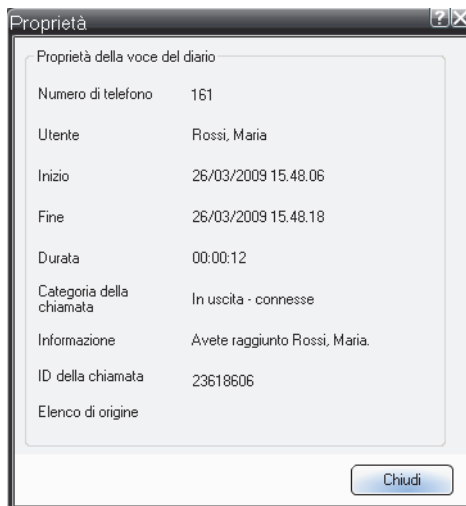 Proprietà
Proprietà della voce del diario
Numero di telefono 161
Utente Rossi, Maria
Inizio 26/03/2009 15.48.06
Fine 26/03/2009 15.48.18
Durata 00:00:12
Categoria della
chiamata In uscita - connesse
Informazione Avete raggiunto Rossi, Maria.
ID della chiamata 23618606
Elenco di origine
Chiudi